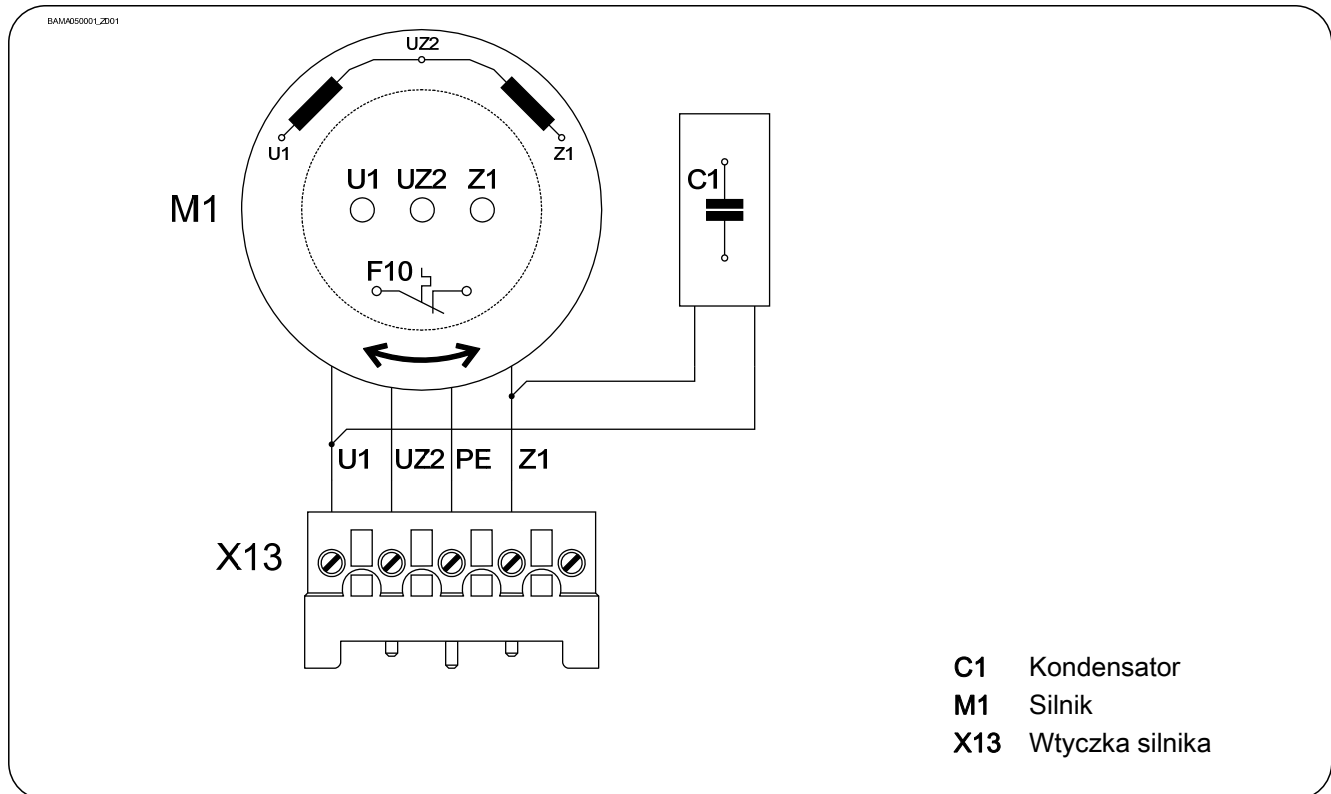 BAMA050001_Z001
UZ2
U1
Z1
U1 UZ2 Z1
C1
M1
F10
U1 UZ2 PE Z1
X13
C1 Kondensator
M1 Silnik
X13 Wtyczka silnika